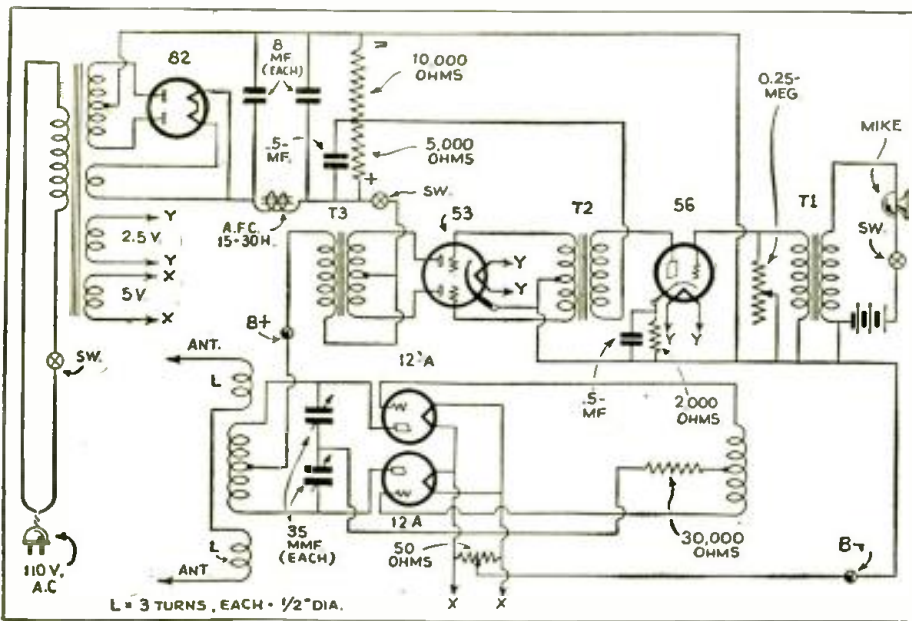 82
8
MF
(EACH)
10,000
OHMS
0.25-
MEG
MIKE
.5-
MF.
5,000
OHMS
+
SW.
A.F.C.
15-30H.
T3
53
T2
56
T1
SW.
Y
2.5 V.
Y
X
5V
X
Y
Y
Y
Y
B+
SW.
ANT.
L
12'A
.5-
MF
2,000
OHMS
35
MMF
(EACH)
12A
50
OHMS
30,000
OHMS
B-
L
ANT
110 V.
A.C
X
X
L = 3 TURNS, EACH - 1/2" DIA.